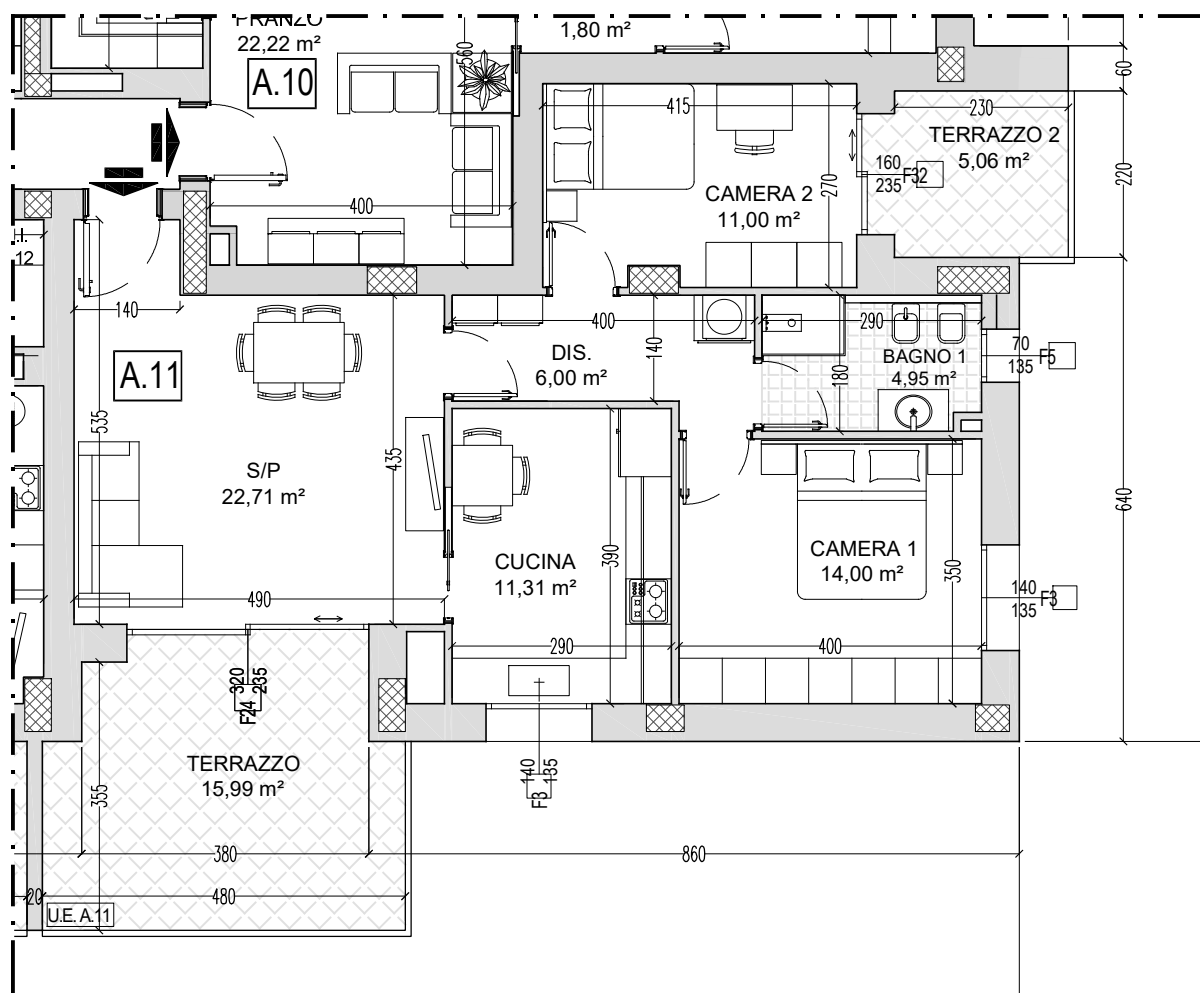 PRANZO
22,22 m²
A.10
560
1,80 m²
60
415
230
TERRAZZO 2
5,06 m²
160
235
F32
220
CAMERA 2
11,00 m²
270
400
12
140
400
290
DIS.
6,00 m²
140
BAGNO 1
4,95 m²
180
70
135
F5
A.11
535
435
S/P
22,71 m²
640
CUCINA
11,31 m²
390
CAMERA 1
14,00 m²
350
140
135
F3
490
290
400
320
235
F24
TERRAZZO
15,99 m²
355
140
135
F3
380
860
20
480
U.E. A.11